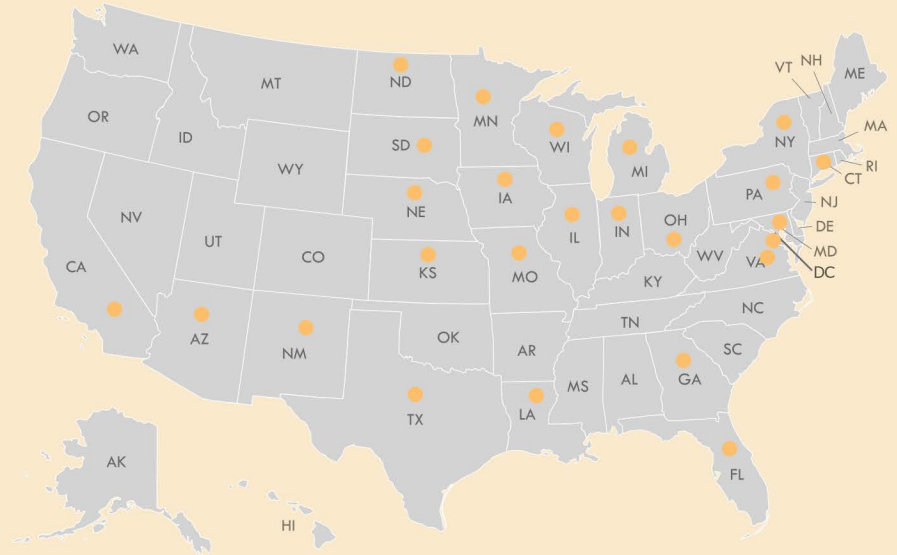 WA
MT
ND
MN
VT
NH
ME
OR
ID
SD
WI
NY
MA
WY
MI
RI
CT
NV
NE
IA
PA
NJ
UT
IL
IN
OH
DE
CA
CO
KS
MO
WV
VA
MD
DC
KY
AZ
NM
OK
AR
TN
NC
SC
TX
LA
MS
AL
GA
AK
FL
HI